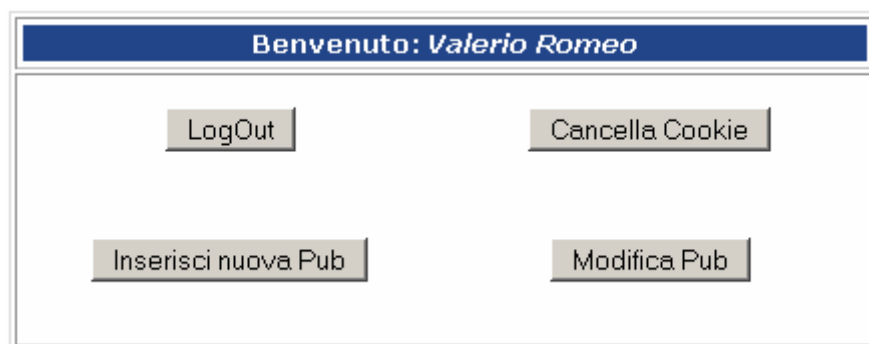 Benvenuto: Valerio Romeo
LogOut Cancella Cookie
Inserisci nuova Pub Modifica Pub